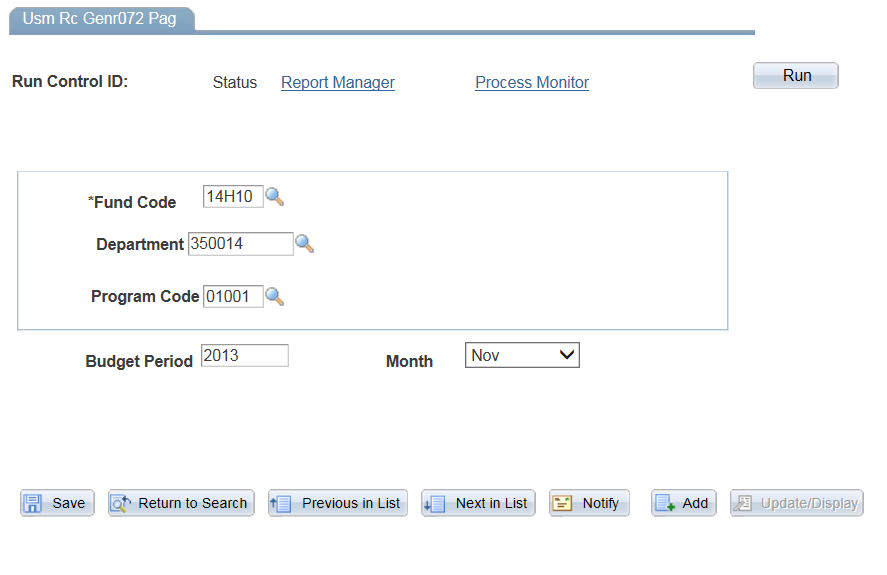 Usm Rc Genr072 Pag
Run Control ID: Status Report Manager Process Monitor Run
*Fund Code 14H10
Department 350014
Program Code 01001
Budget Period 2013 Month Nov
Save Return to Search Previous in List Next in List Notify Add Update/Display